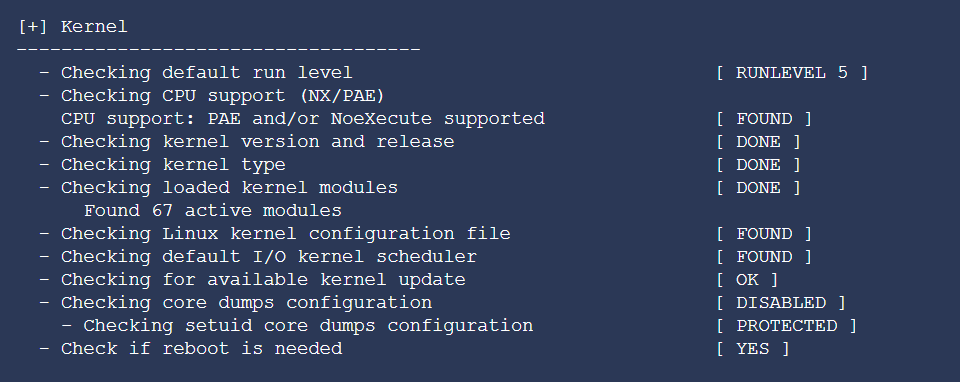 [+] Kernel
------------------------------------
  - Checking default run level                                [ RUNLEVEL 5 ]
  - Checking CPU support (NX/PAE)
    CPU support: PAE and/or NoeXecute supported               [ FOUND ]
  - Checking kernel version and release                       [ DONE ]
  - Checking kernel type                                      [ DONE ]
  - Checking loaded kernel modules                            [ DONE ]
      Found 67 active modules
  - Checking Linux kernel configuration file                  [ FOUND ]
  - Checking default I/O kernel scheduler                     [ FOUND ]
  - Checking for available kernel update                      [ OK ]
  - Checking core dumps configuration                         [ DISABLED ]
    - Checking setuid core dumps configuration                [ PROTECTED ]
  - Check if reboot is needed                                 [ YES ]